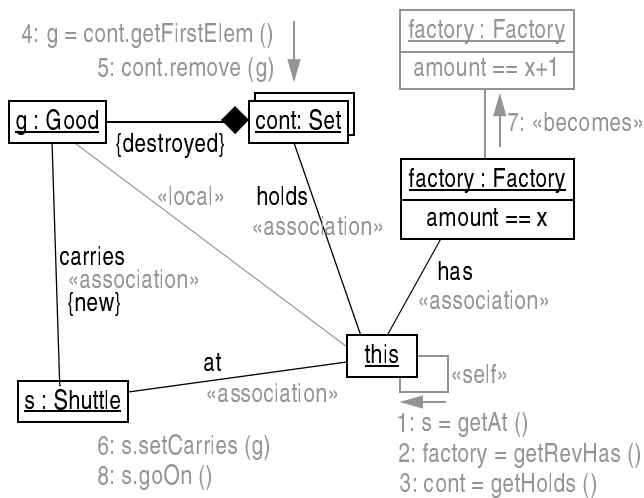 4: g = cont.getFirstElem ()
5: cont.remove (g)
factory : Factory
amount == x+1
g : Good
{destroyed}
cont: Set
7: «becomes»
factory : Factory
amount == x
«local»
holds
«association»
carries
«association»
{new}
has
«association»
this
at
«association»
«self»
s : Shuttle
1: s = getAt ()
2: factory = getRevHas ()
3: cont = getHolds ()
6: s.setCarries (g)
8: s.goOn ()